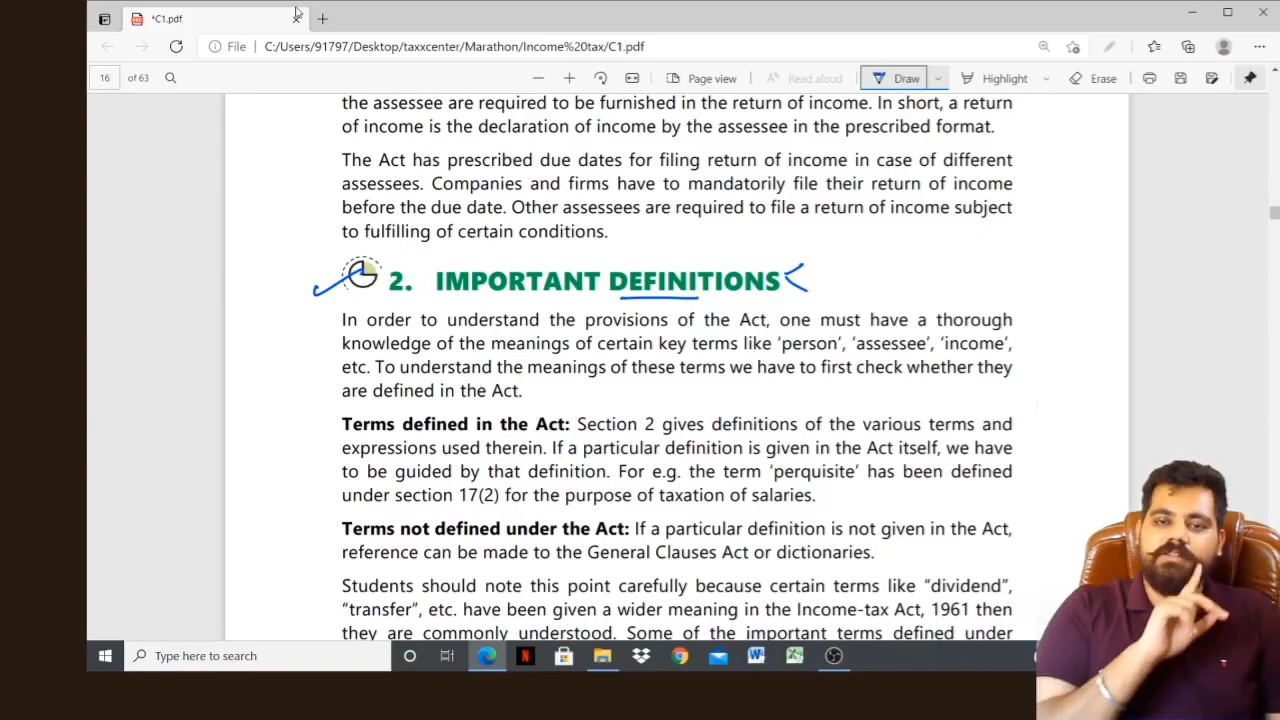 *C1.pdf
File
C:/Users/91797/Desktop/taxxcenter/Marathon/Income%20tax/C1.pdf
16 of 63
Page view
Read aloud
Draw
Highlight
Erase
the assessee are required to be furnished in the return of income. In short, a return
of income is the declaration of income by the assessee in the prescribed format.
The Act has prescribed due dates for filing return of income in case of different
assessees. Companies and firms have to mandatorily file their return of income
before the due date. Other assessees are required to file a return of income subject
to fulfilling of certain conditions.
2. IMPORTANT DEFINITIONS
In order to understand the provisions of the Act, one must have a thorough
knowledge of the meanings of certain key terms like ‘person’, ‘assessee’, ‘income’,
etc. To understand the meanings of these terms we have to first check whether they
are defined in the Act.
Terms defined in the Act: Section 2 gives definitions of the various terms and
expressions used therein. If a particular definition is given in the Act itself, we have
to be guided by that definition. For e.g. the term ‘perquisite’ has been defined
under section 17(2) for the purpose of taxation of salaries.
Terms not defined under the Act: If a particular definition is not given in the Act,
reference can be made to the General Clauses Act or dictionaries.
Students should note this point carefully because certain terms like “dividend”,
“transfer”, etc. have been given a wider meaning in the Income-tax Act, 1961 then
they are commonly understood. Some of the important terms defined under
Type here to search